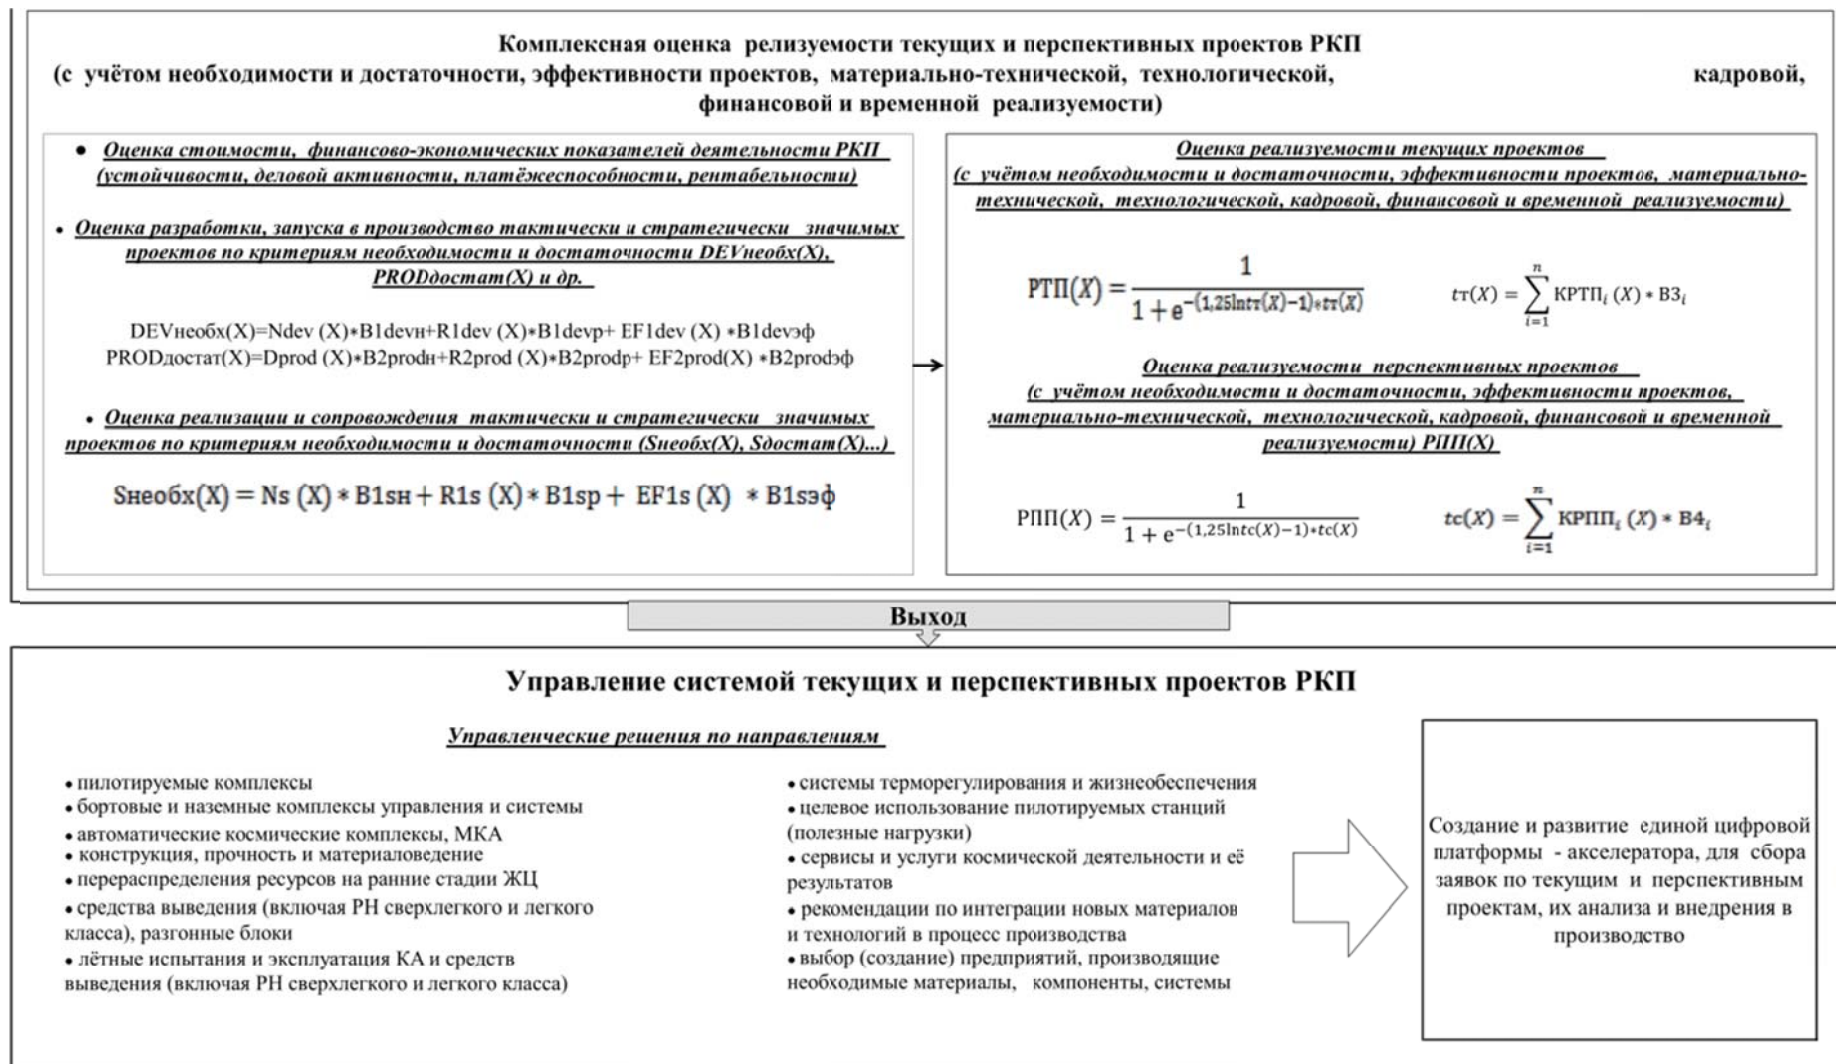 Комплексная оценка релизуемости текущих и перспективных проектов РКП
(с учётом необходимости и достаточности, эффективности проектов, материально-технической, технологической, кадровой,
финансовой и временной реализуемости)
● Оценка стоимости, финансово-экономических показателей деятельности РКП
(устойчивости, деловой активности, платёжеспособности, рентабельности)
• Оценка разработки, запуска в производство тактически и стратегически значимых
проектов по критериям необходимости и достаточности DEVнеобх(X),
PRODдостат(X) и др.
DEVнеобх(X)=Ndev (X)*B1devн+R1dev (X)*B1devp+ EF1dev (X) *B1devэф
PRODдостат(X)=Dprod (X)*B2prodн+R2prod (X)*B2prodp+ EF2prod(X) *B2prodэф
• Оценка реализации и сопровождения тактически и стратегически значимых
проектов по критериям необходимости и достаточности (Sнеобх(X), Sдостат(X)...)
Sнеобх(X) = Ns (X) * B1sн + R1s (X) * B1sp + EF1s (X) * B1sэф
Оценка реализуемости текущих проектов
(с учётом необходимости и достаточности, эффективности проектов, материально-
технической, технологической, кадровой, финансовой и временной реализуемости)
РТП(X) = 1 / (1 + e^−(1,25lntт(X)−1)*tт(X))
tт(X) = ∑_{i=1}^{n} КРТП_i (X) * B3_i
Оценка реализуемости перспективных проектов
(с учётом необходимости и достаточности, эффективности проектов,
материально-технической, технологической, кадровой, финансовой и временной
реализуемости) РПП(X)
РПП(X) = 1 / (1 + e^−(1,25lntc(X)−1)*tc(X))
tc(X) = ∑_{i=1}^{n} КРПП_i (X) * B4_i
Выход
Управление системой текущих и перспективных проектов РКП
Управленческие решения по направлениям
• пилотируемые комплексы
• бортовые и наземные комплексы управления и системы
• автоматические космические комплексы, МКА
• конструкция, прочность и материаловедение
• перераспределения ресурсов на ранние стадии ЖЦ
• средства выведения (включая РН сверхлегкого и легкого
класса), разгонные блоки
• лётные испытания и эксплуатация КА и средств
выведения (включая РН сверхлегкого и легкого класса)
• системы терморегулирования и жизнеобеспечения
• целевое использование пилотируемых станций
(полезные нагрузки)
• сервисы и услуги космической деятельности и её
результатов
• рекомендации по интеграции новых материалов
и технологий в процесс производства
• выбор (создание) предприятий, производящие
необходимые материалы, компоненты, системы
Создание и развитие единой цифровой
платформы - акселератора, для сбора
заявок по текущим и перспективным
проектам, их анализа и внедрения в
производство